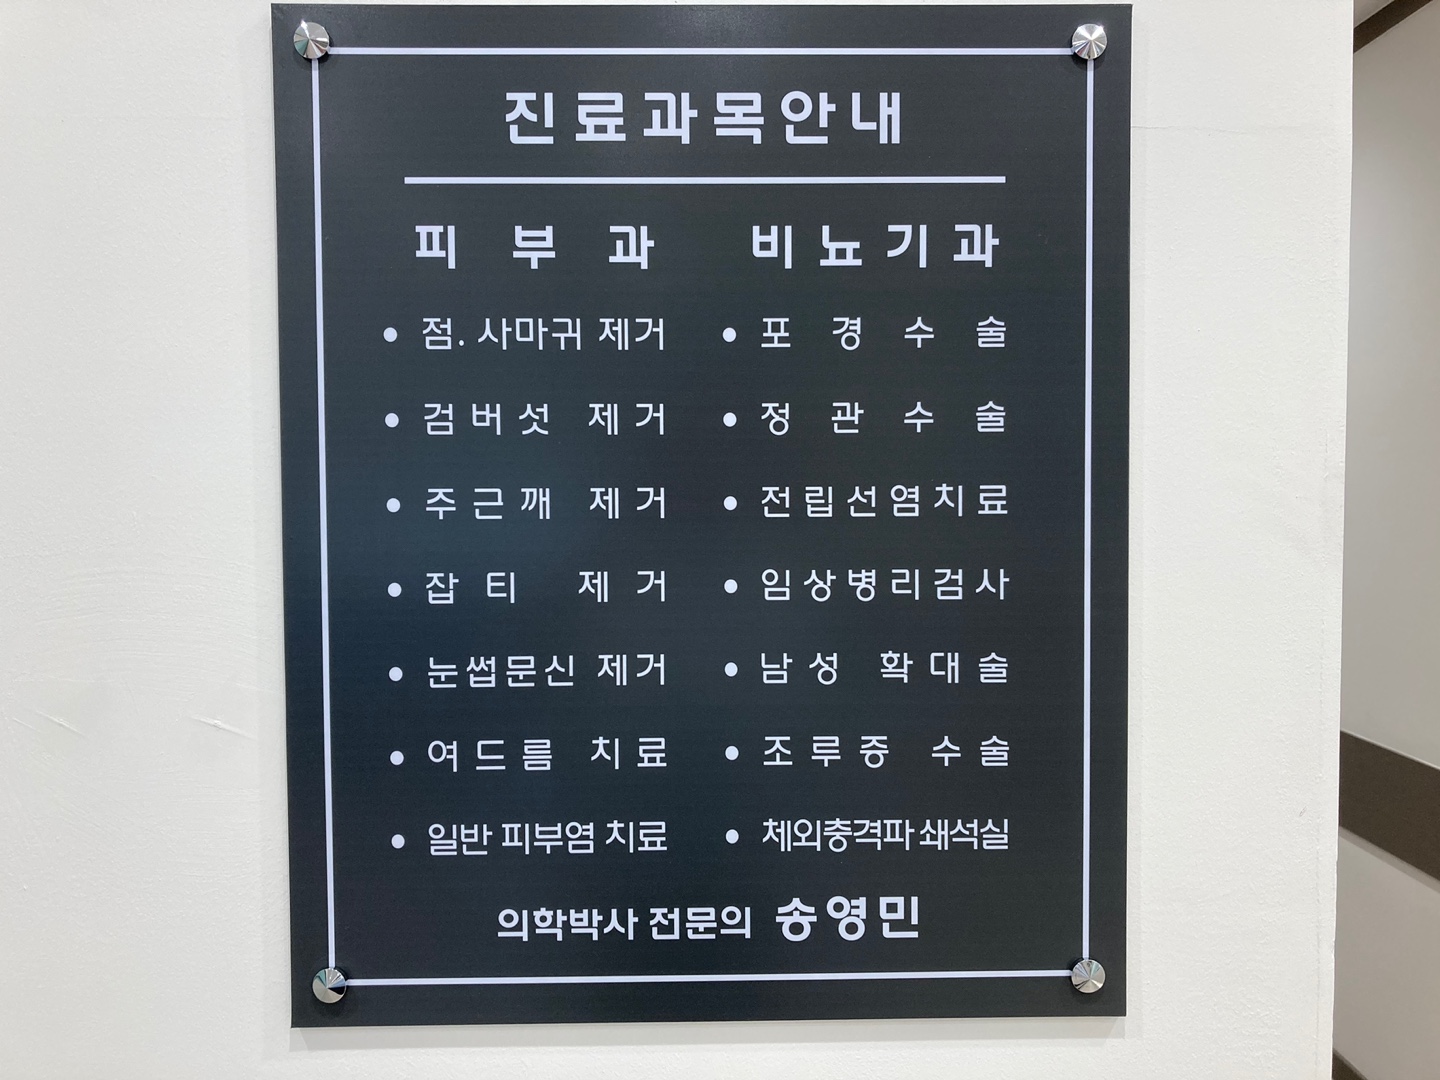 진료과목안내
피부과
• 점. 사마귀 제거
• 검버섯 제거
• 주근깨 제거
• 잡티 제거
• 눈썹문신 제거
• 여드름 치료
• 일반 피부염 치료
비뇨기과
• 포경수술
• 정관수술
• 전립선염치료
• 임상병리검사
• 남성 확대술
• 조루증 수술
• 체외충격파 쇄석실
의학박사 전문의 송영민